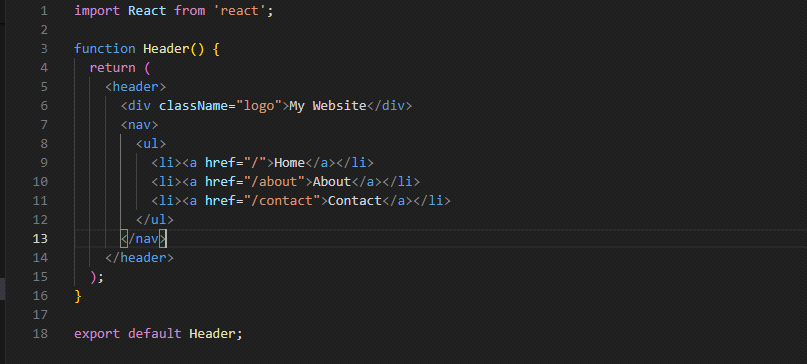 1 import React from 'react';
2
3 function Header() {
4   return (
5     <header>
6       <div className="logo">My Website</div>
7       <nav>
8         <ul>
9           <li><a href="/">Home</a></li>
10           <li><a href="/about">About</a></li>
11           <li><a href="/contact">Contact</a></li>
12         </ul>
13       </nav>
14     </header>
15   );
16 }
17
18 export default Header;